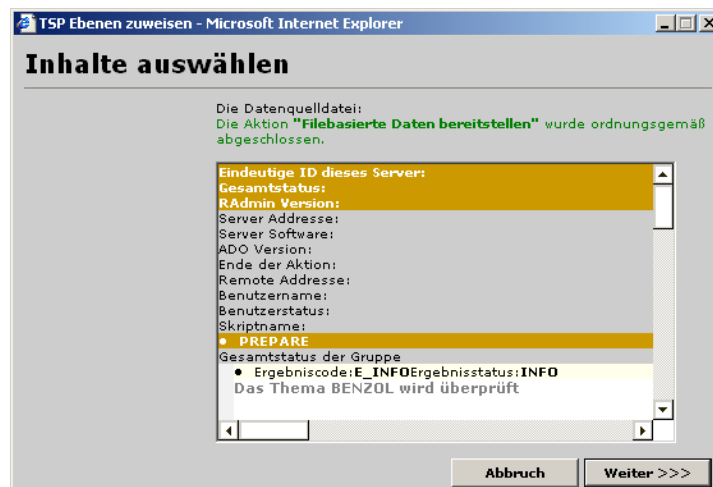 TSP Ebenen zuweisen - Microsoft Internet Explorer
Inhalte auswählen
Die Datenquelldatei:
Die Aktion "Filebasierte Daten bereitstellen" wurde ordnungsgemäß
abgeschlossen.
Eindeutige ID dieses Server:
Gesamtstatus:
RAdmin Version:
Server Addresse:
Server Software:
ADO Version:
Ende der Aktion:
Remote Addresse:
Benutzername:
Benutzerstatus:
Skriptname:
• PREPARE
Gesamtstatus der Gruppe
• Ergebniscode:E_INFOErgebnisstatus:INFO
Das Thema BENZOL wird überprüft
Abbruch
Weiter >>>